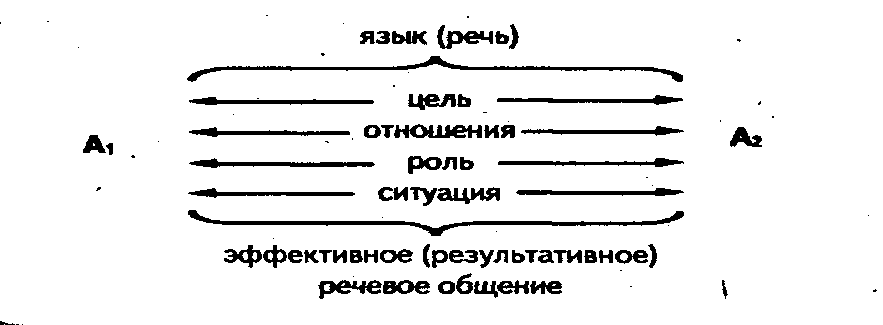 язык (речь)
цель
отношения
A₁
A₂
роль
ситуация
эффективное (результативное)
речевое общение